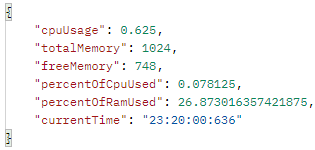 {
"cpuUsage": 0.625,
"totalMemory": 1024,
"freeMemory": 748,
"percentOfCpuUsed": 0.078125,
"percentOfRamUsed": 26.873016357421875,
"currentTime": "23:20:00:636"
}